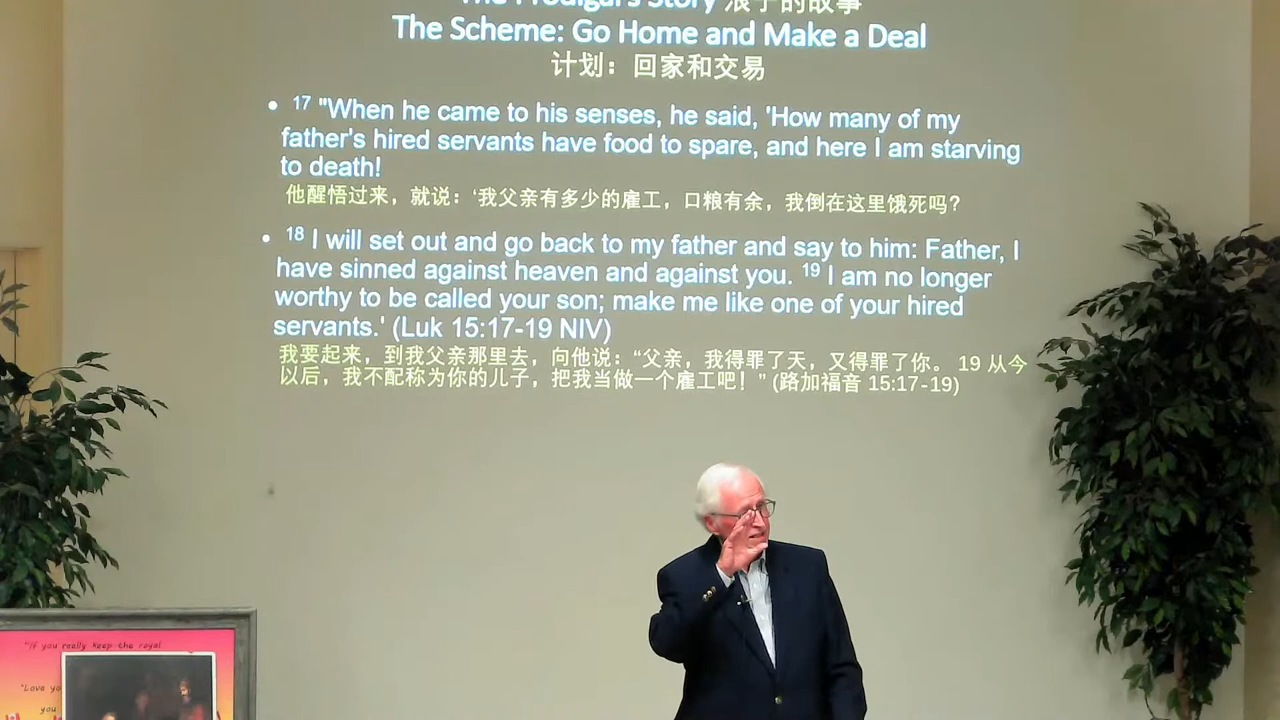 The Prodigal's Story 浪子的故事
The Scheme: Go Home and Make a Deal
计划：回家和交易
• 17 "When he came to his senses, he said, 'How many of my
father's hired servants have food to spare, and here I am starving
to death!
他醒悟过来，就说：‘我父亲有多少的雇工，口粮有余，我倒在这里饿死吗？
• 18 I will set out and go back to my father and say to him: Father, I
have sinned against heaven and against you. 19 I am no longer
worthy to be called your son; make me like one of your hired
servants.' (Luk 15:17-19 NIV)
我要起来，到我父亲那里去，向他说：“父亲，我得罪了天，又得罪了你。 19 从今
以后，我不配称为你的儿子，把我当做一个雇工吧！” (路加福音 15:17-19)
"If you really keep the royal
"Love yo
you